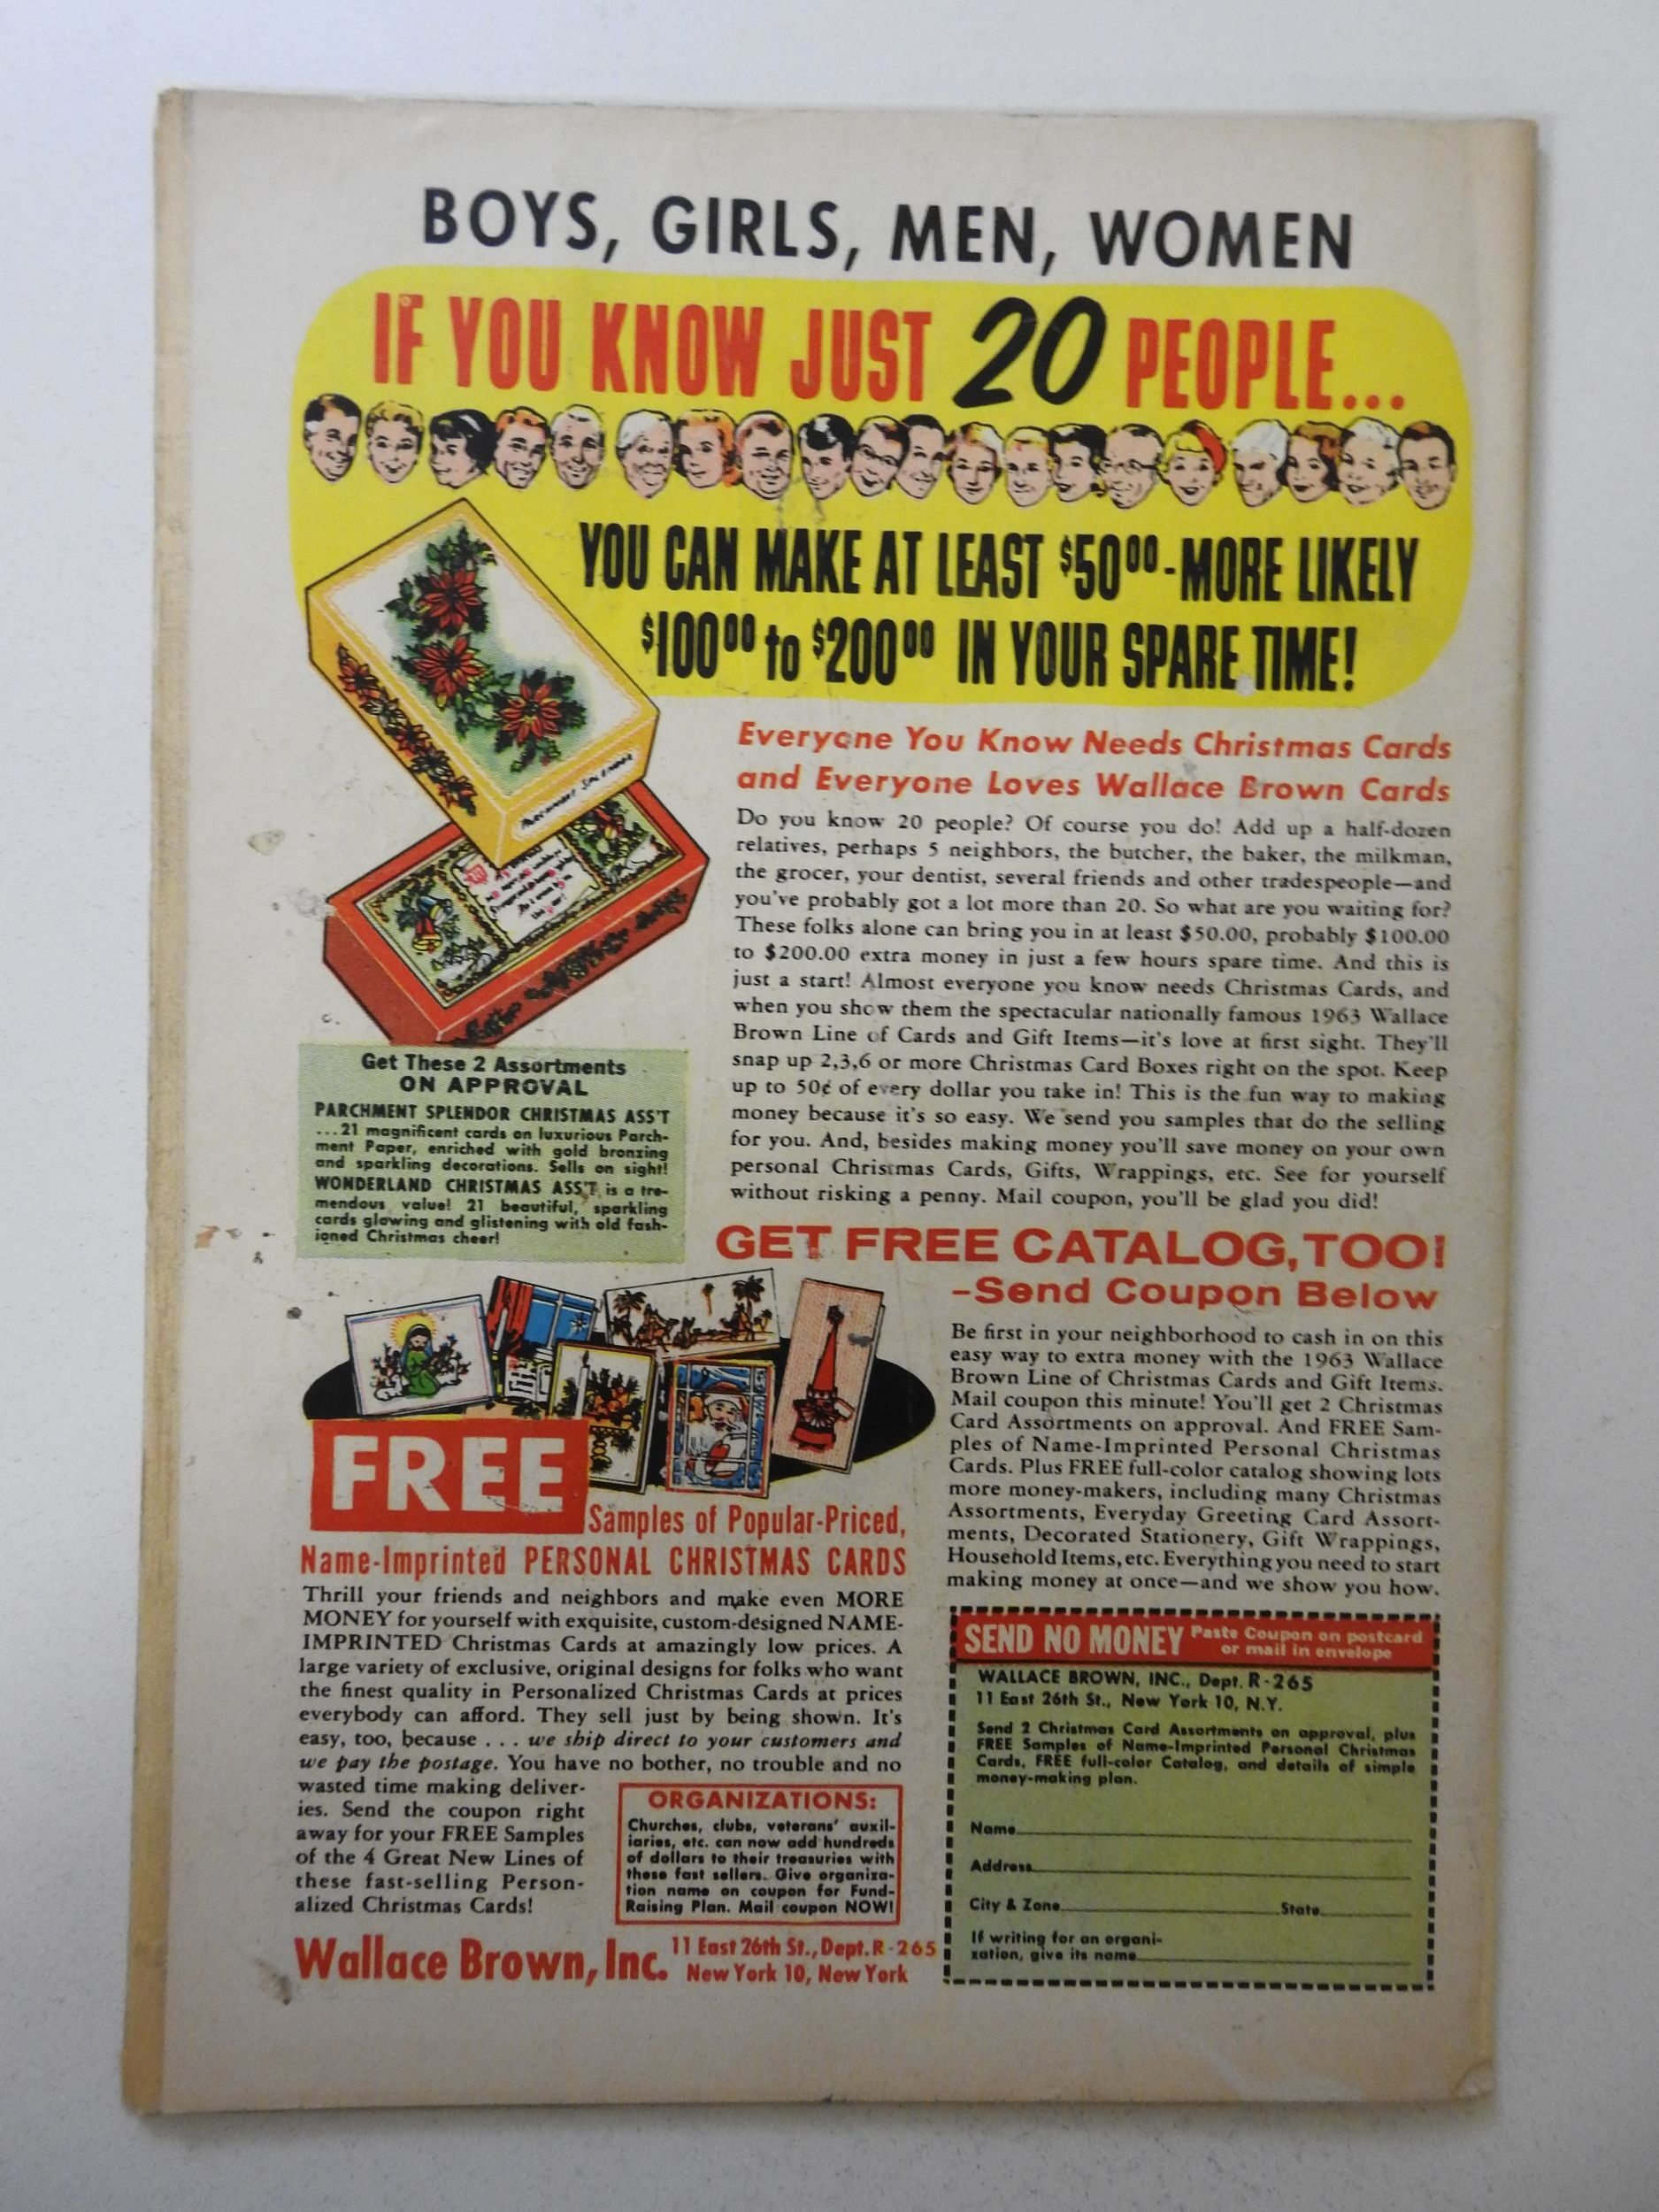 BOYS, GIRLS, MEN, WOMEN
IF YOU KNOW JUST 20 PEOPLE...
YOU CAN MAKE AT LEAST $50⁰⁰-MORE LIKELY
$100⁰⁰ to $200⁰⁰ IN YOUR SPARE TIME!
PARCHMENT SPLENDOR
Everyone You Know Needs Christmas Cards
and Everyone Loves Wallace Brown Cards
Do you know 20 people? Of course you do! Add up a half-dozen
relatives, perhaps 5 neighbors, the butcher, the baker, the milkman,
the grocer, your dentist, several friends and other tradespeople—and
you've probably got a lot more than 20. So what are you waiting for?
These folks alone can bring you in at least $50.00, probably $100.00
to $200.00 extra money in just a few hours spare time. And this is
just a start! Almost everyone you know needs Christmas Cards, and
when you show them the spectacular nationally famous 1963 Wallace
Brown Line of Cards and Gift Items—it's love at first sight. They'll
snap up 2,3,6 or more Christmas Card Boxes right on the spot. Keep
up to 50¢ of every dollar you take in! This is the fun way to making
money because it's so easy. We send you samples that do the selling
for you. And, besides making money you'll save money on your own
personal Christmas Cards, Gifts, Wrappings, etc. See for yourself
without risking a penny. Mail coupon, you'll be glad you did!
Get These 2 Assortments
ON APPROVAL
PARCHMENT SPLENDOR CHRISTMAS ASS'T
...21 magnificent cards on luxurious Parch-
ment Paper, enriched with gold bronzing
and sparkling decorations. Sells on sight!
WONDERLAND CHRISTMAS ASS'T is a tre-
mendous value! 21 beautiful, sparkling
cards glowing and glistening with old fash-
ioned Christmas cheer!
GET FREE CATALOG, TOO!
-Send Coupon Below
Be first in your neighborhood to cash in on this
easy way to extra money with the 1963 Wallace
Brown Line of Christmas Cards and Gift Items.
Mail coupon this minute! You'll get 2 Christmas
Card Assortments on approval. And FREE Sam-
ples of Name-Imprinted Personal Christmas
Cards. Plus FREE full-color catalog showing lots
more money-makers, including many Christmas
Assortments, Everyday Greeting Card Assort-
ments, Decorated Stationery, Gift Wrappings,
Household Items, etc. Everything you need to start
making money at once—and we show you how.
FREE
Samples of Popular-Priced,
Name-Imprinted PERSONAL CHRISTMAS CARDS
Thrill your friends and neighbors and make even MORE
MONEY for yourself with exquisite, custom-designed NAME-
IMPRINTED Christmas Cards at amazingly low prices. A
large variety of exclusive, original designs for folks who want
the finest quality in Personalized Christmas Cards at prices
everybody can afford. They sell just by being shown. It's
easy, too, because . . . we ship direct to your customers and
we pay the postage. You have no bother, no trouble and no
wasted time making deliver-
ies. Send the coupon right
away for your FREE Samples
of the 4 Great New Lines of
these fast-selling Person-
alized Christmas Cards!
ORGANIZATIONS:
Churches, clubs, veterans' auxil-
iaries, etc. can now add hundreds
of dollars to their treasuries with
these fast sellers. Give organiza-
tion name on coupon for Fund-
Raising Plan. Mail coupon NOW!
Wallace Brown, Inc. 11 East 26th St., Dept. R-265
New York 10, New York
SEND NO MONEY Paste Coupon on postcard
or mail in envelope
WALLACE BROWN, INC., Dept. R-265
11 East 26th St., New York 10, N.Y.
Send 2 Christmas Card Assortments on approval, plus
FREE Samples of Name-Imprinted Personal Christmas
Cards, FREE full-color Catalog, and details of simple
money-making plan.
Name
Address
City & Zone State
If writing for an organi-
zation, give its name